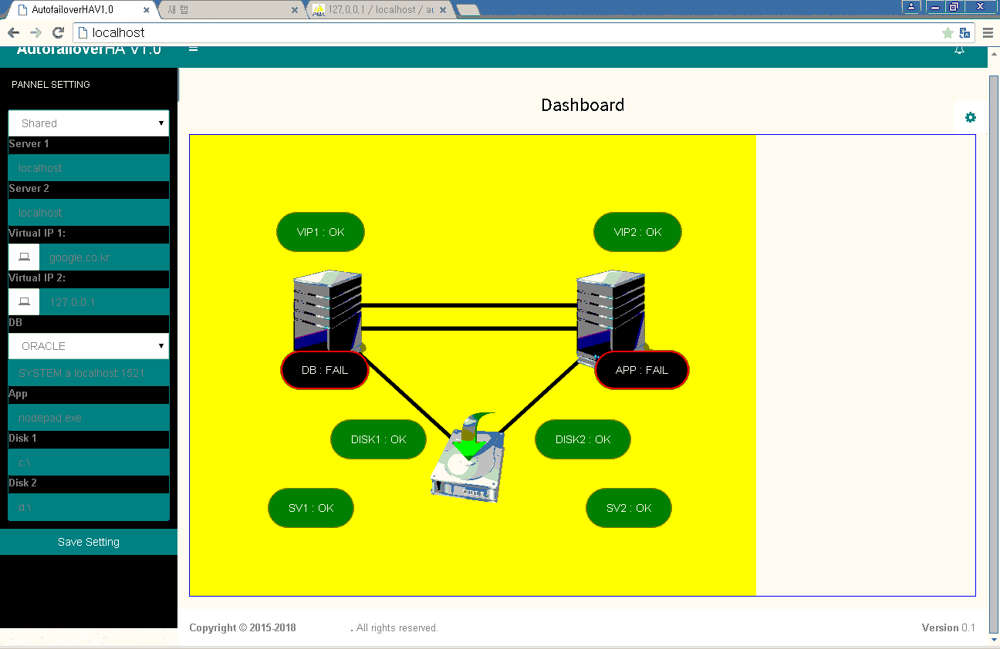 AutofailoverHAV1.0
새 탭
127.0.0.1 / localhost / au
localhost
AutofailoverHA V1.0
PANNEL SETTING
Dashboard
Shared
Server 1
localhost
Server 2
localhost
Virtual IP 1:
google.co.kr
Virtual IP 2:
127.0.0.1
DB
ORACLE
SYSTEM a localhost:1521
App
nodepad.exe
Disk 1
c:\
Disk 2
d:\
Save Setting
VIP1 : OK
VIP2 : OK
DB : FAIL
APP : FAIL
DISK1 : OK
DISK2 : OK
SV1 : OK
SV2 : OK
Copyright © 2015-2018 . All rights reserved.
Version 0.1